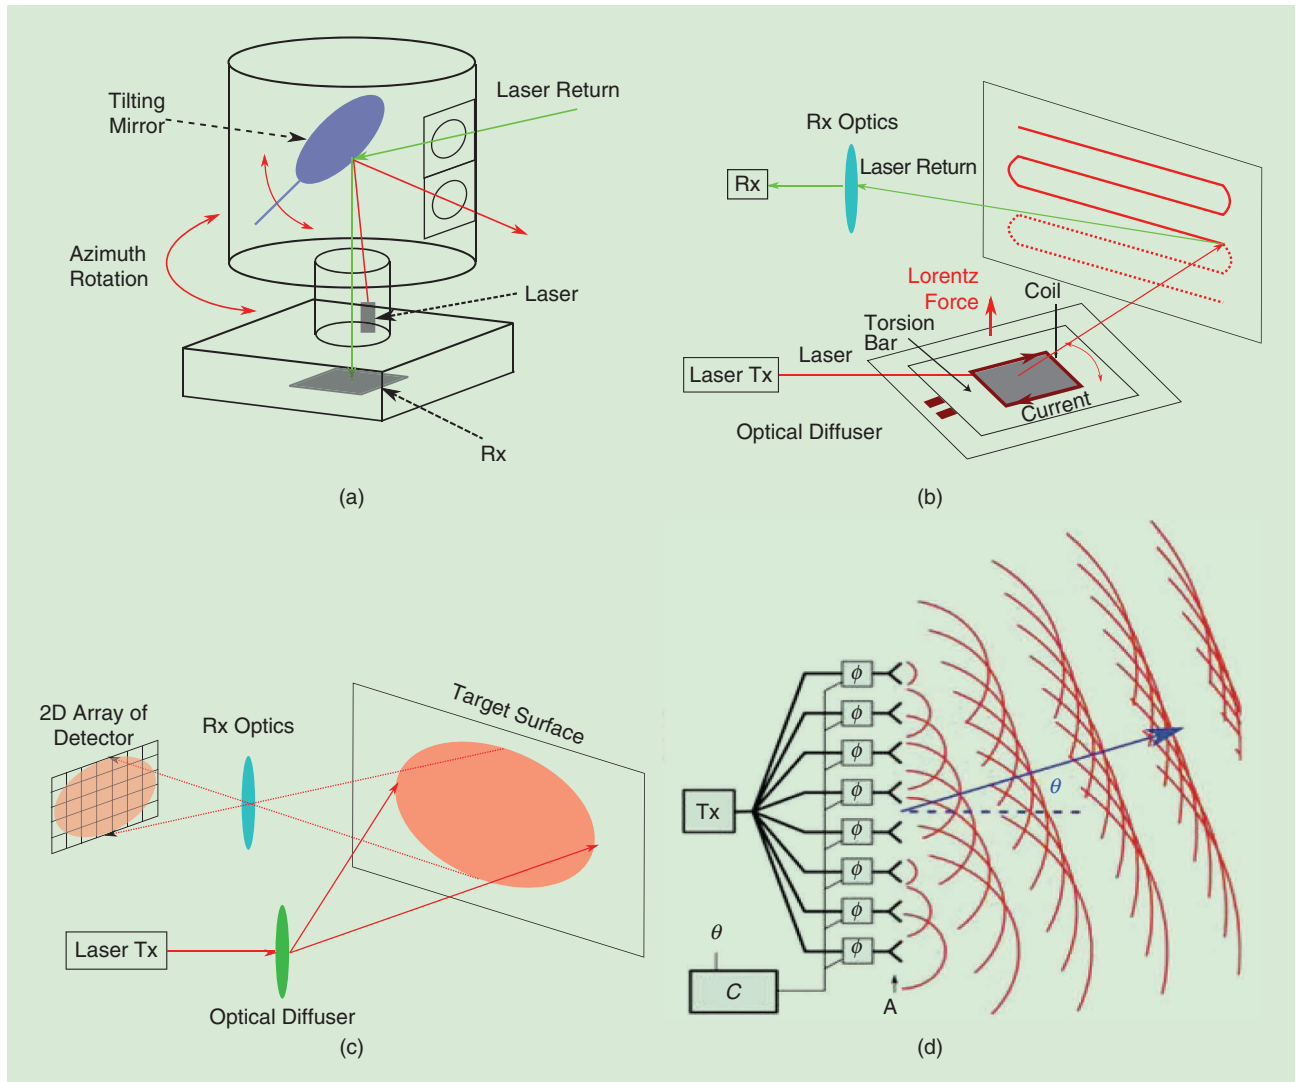 Tilting
Mirror
Laser Return
Azimuth
Rotation
Laser
Rx
(a)
Rx Optics
Rx
Laser Return
Lorentz
Force
Coil
Torsion
Bar
Laser
Laser Tx
Current
Optical Diffuser
(b)
2D Array of
Detector
Rx Optics
Target Surface
Laser Tx
Optical Diffuser
(c)
ϕ
ϕ
ϕ
ϕ
ϕ
ϕ
ϕ
ϕ
Tx
θ
θ
C
A
(d)